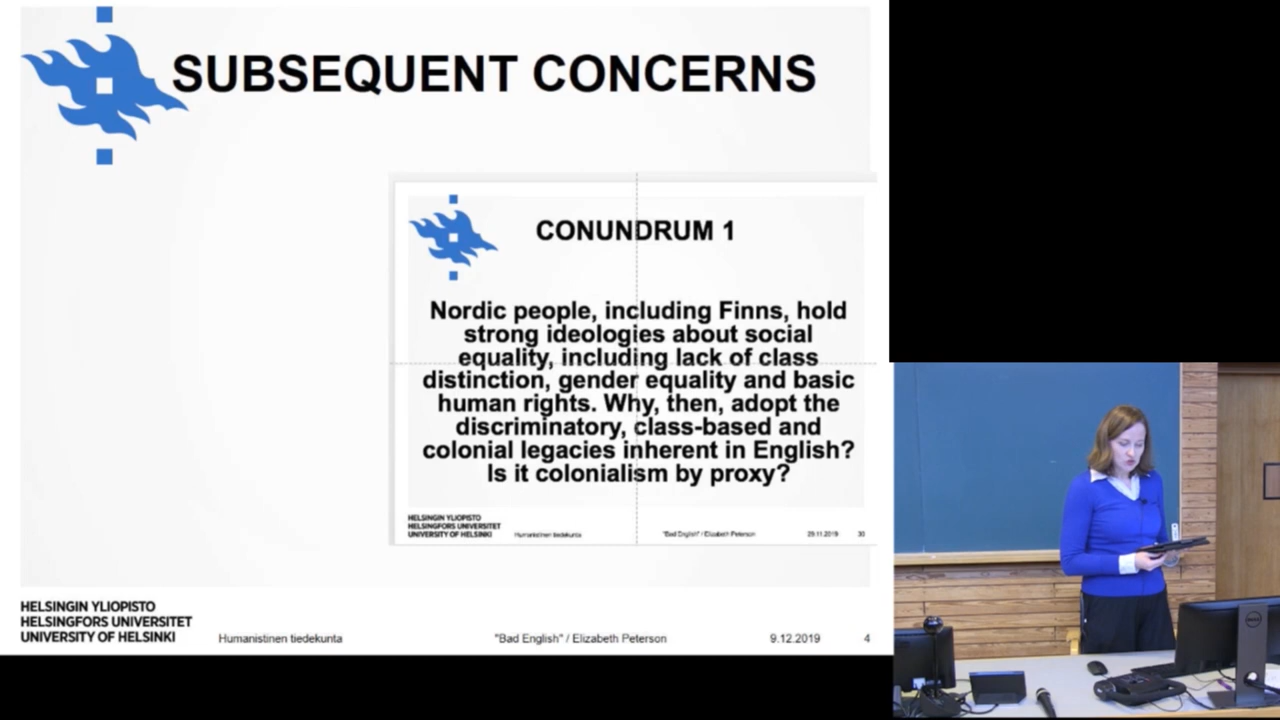 SUBSEQUENT CONCERNS
CONUNDRUM 1
Nordic people, including Finns, hold
strong ideologies about social
equality, including lack of class
distinction, gender equality and basic
human rights. Why, then, adopt the
discriminatory, class-based and
colonial legacies inherent in English?
Is it colonialism by proxy?
HELSINGIN YLIOPISTO
HELSINGFORS UNIVERSITET
UNIVERSITY OF HELSINKI
Humanistinen tiedekunta
"Bad English" / Elizabeth Peterson
29.11.2019
30
HELSINGIN YLIOPISTO
HELSINGFORS UNIVERSITET
UNIVERSITY OF HELSINKI
Humanistinen tiedekunta
"Bad English" / Elizabeth Peterson
9.12.2019
4
DELL